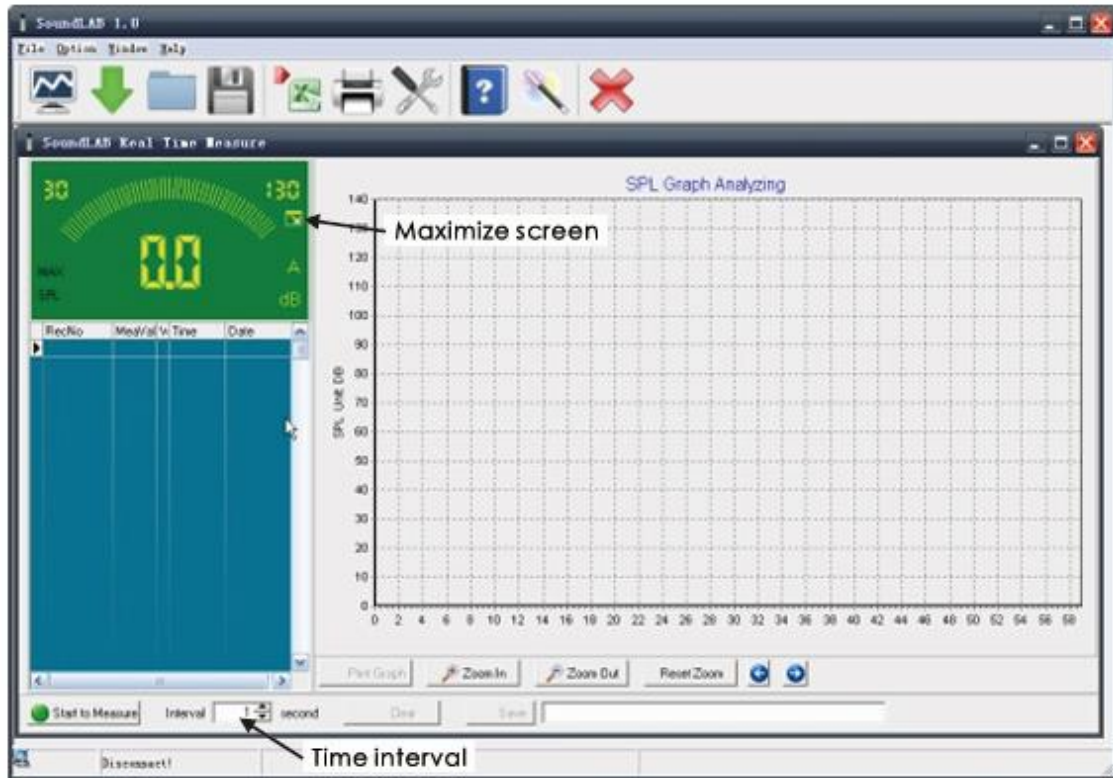 SoundLAB 1.0
File Option Window Help
SoundLAB Real Time Measure
30 130
0.0
MAX
SPL
A
dB
RecNo MeaVal V Time Date
SPL Graph Analyzing
Maximize screen
SPL Unit DB
140
130
120
110
100
90
80
70
60
50
40
30
20
10
0
0 2 4 6 8 10 12 14 16 18 20 22 24 26 28 30 32 34 36 38 40 42 44 46 48 50 52 54 56 58
Print Graph Zoom In Zoom Out Reset Zoom
Start to Measure Interval 1 second Clear Save
Time interval
Disconnect!